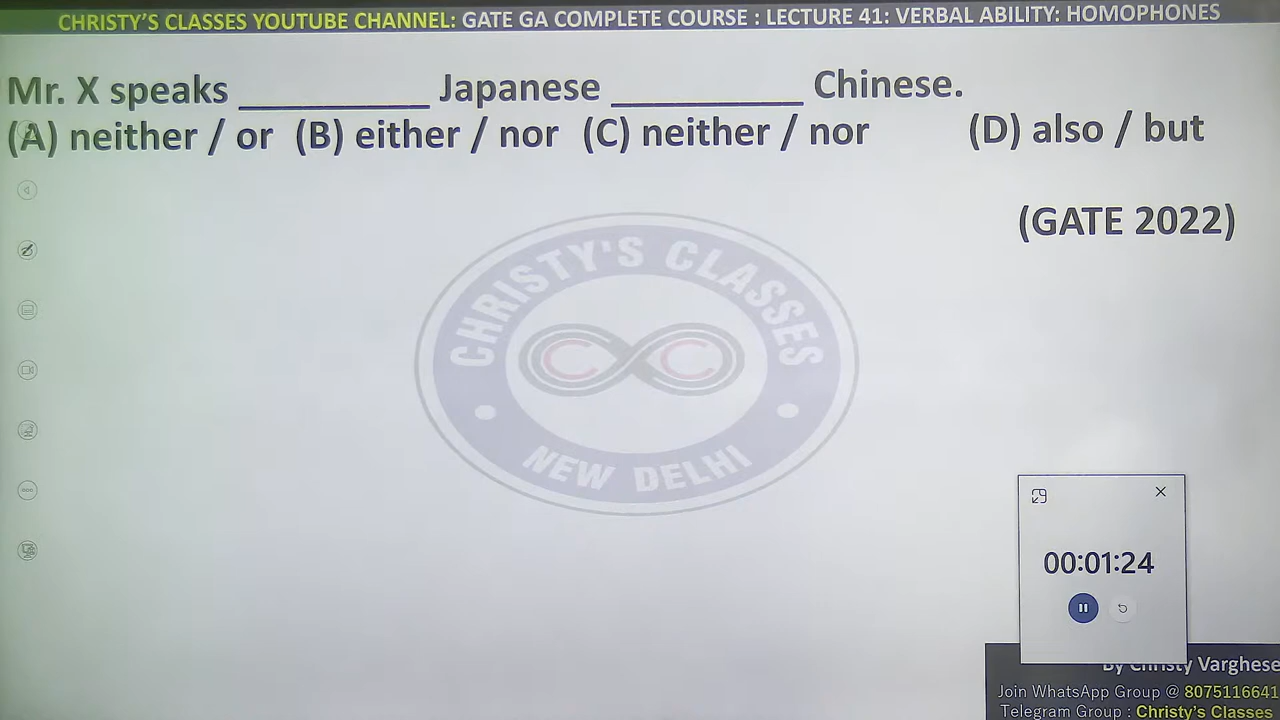 CHRISTY'S CLASSES YOUTUBE CHANNEL: GATE GA COMPLETE COURSE : LECTURE 41: VERBAL ABILITY: HOMOPHONES
Mr. X speaks __________ Japanese __________ Chinese.
(A) neither / or (B) either / nor (C) neither / nor (D) also / but
(GATE 2022)
CHRISTY'S CLASSES
CC
NEW DELHI
00:01:24
By Christy Varghese
Join WhatsApp Group @ 8075116641
Telegram Group : Christy's Classes